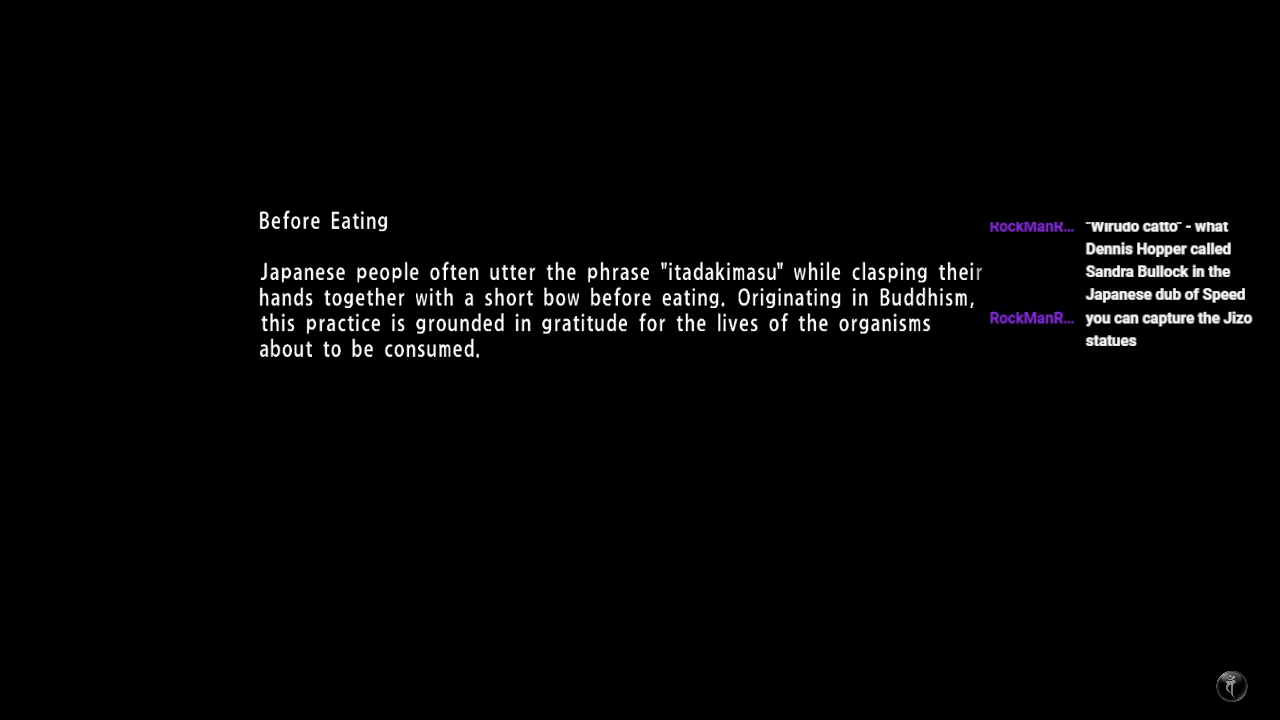 Before Eating
Japanese people often utter the phrase "itadakimasu" while clasping their
hands together with a short bow before eating. Originating in Buddhism,
this practice is grounded in gratitude for the lives of the organisms
about to be consumed.
RockManR... "Wirudo catto" - what
Dennis Hopper called
Sandra Bullock in the
Japanese dub of Speed
RockManR... you can capture the Jizo
statues